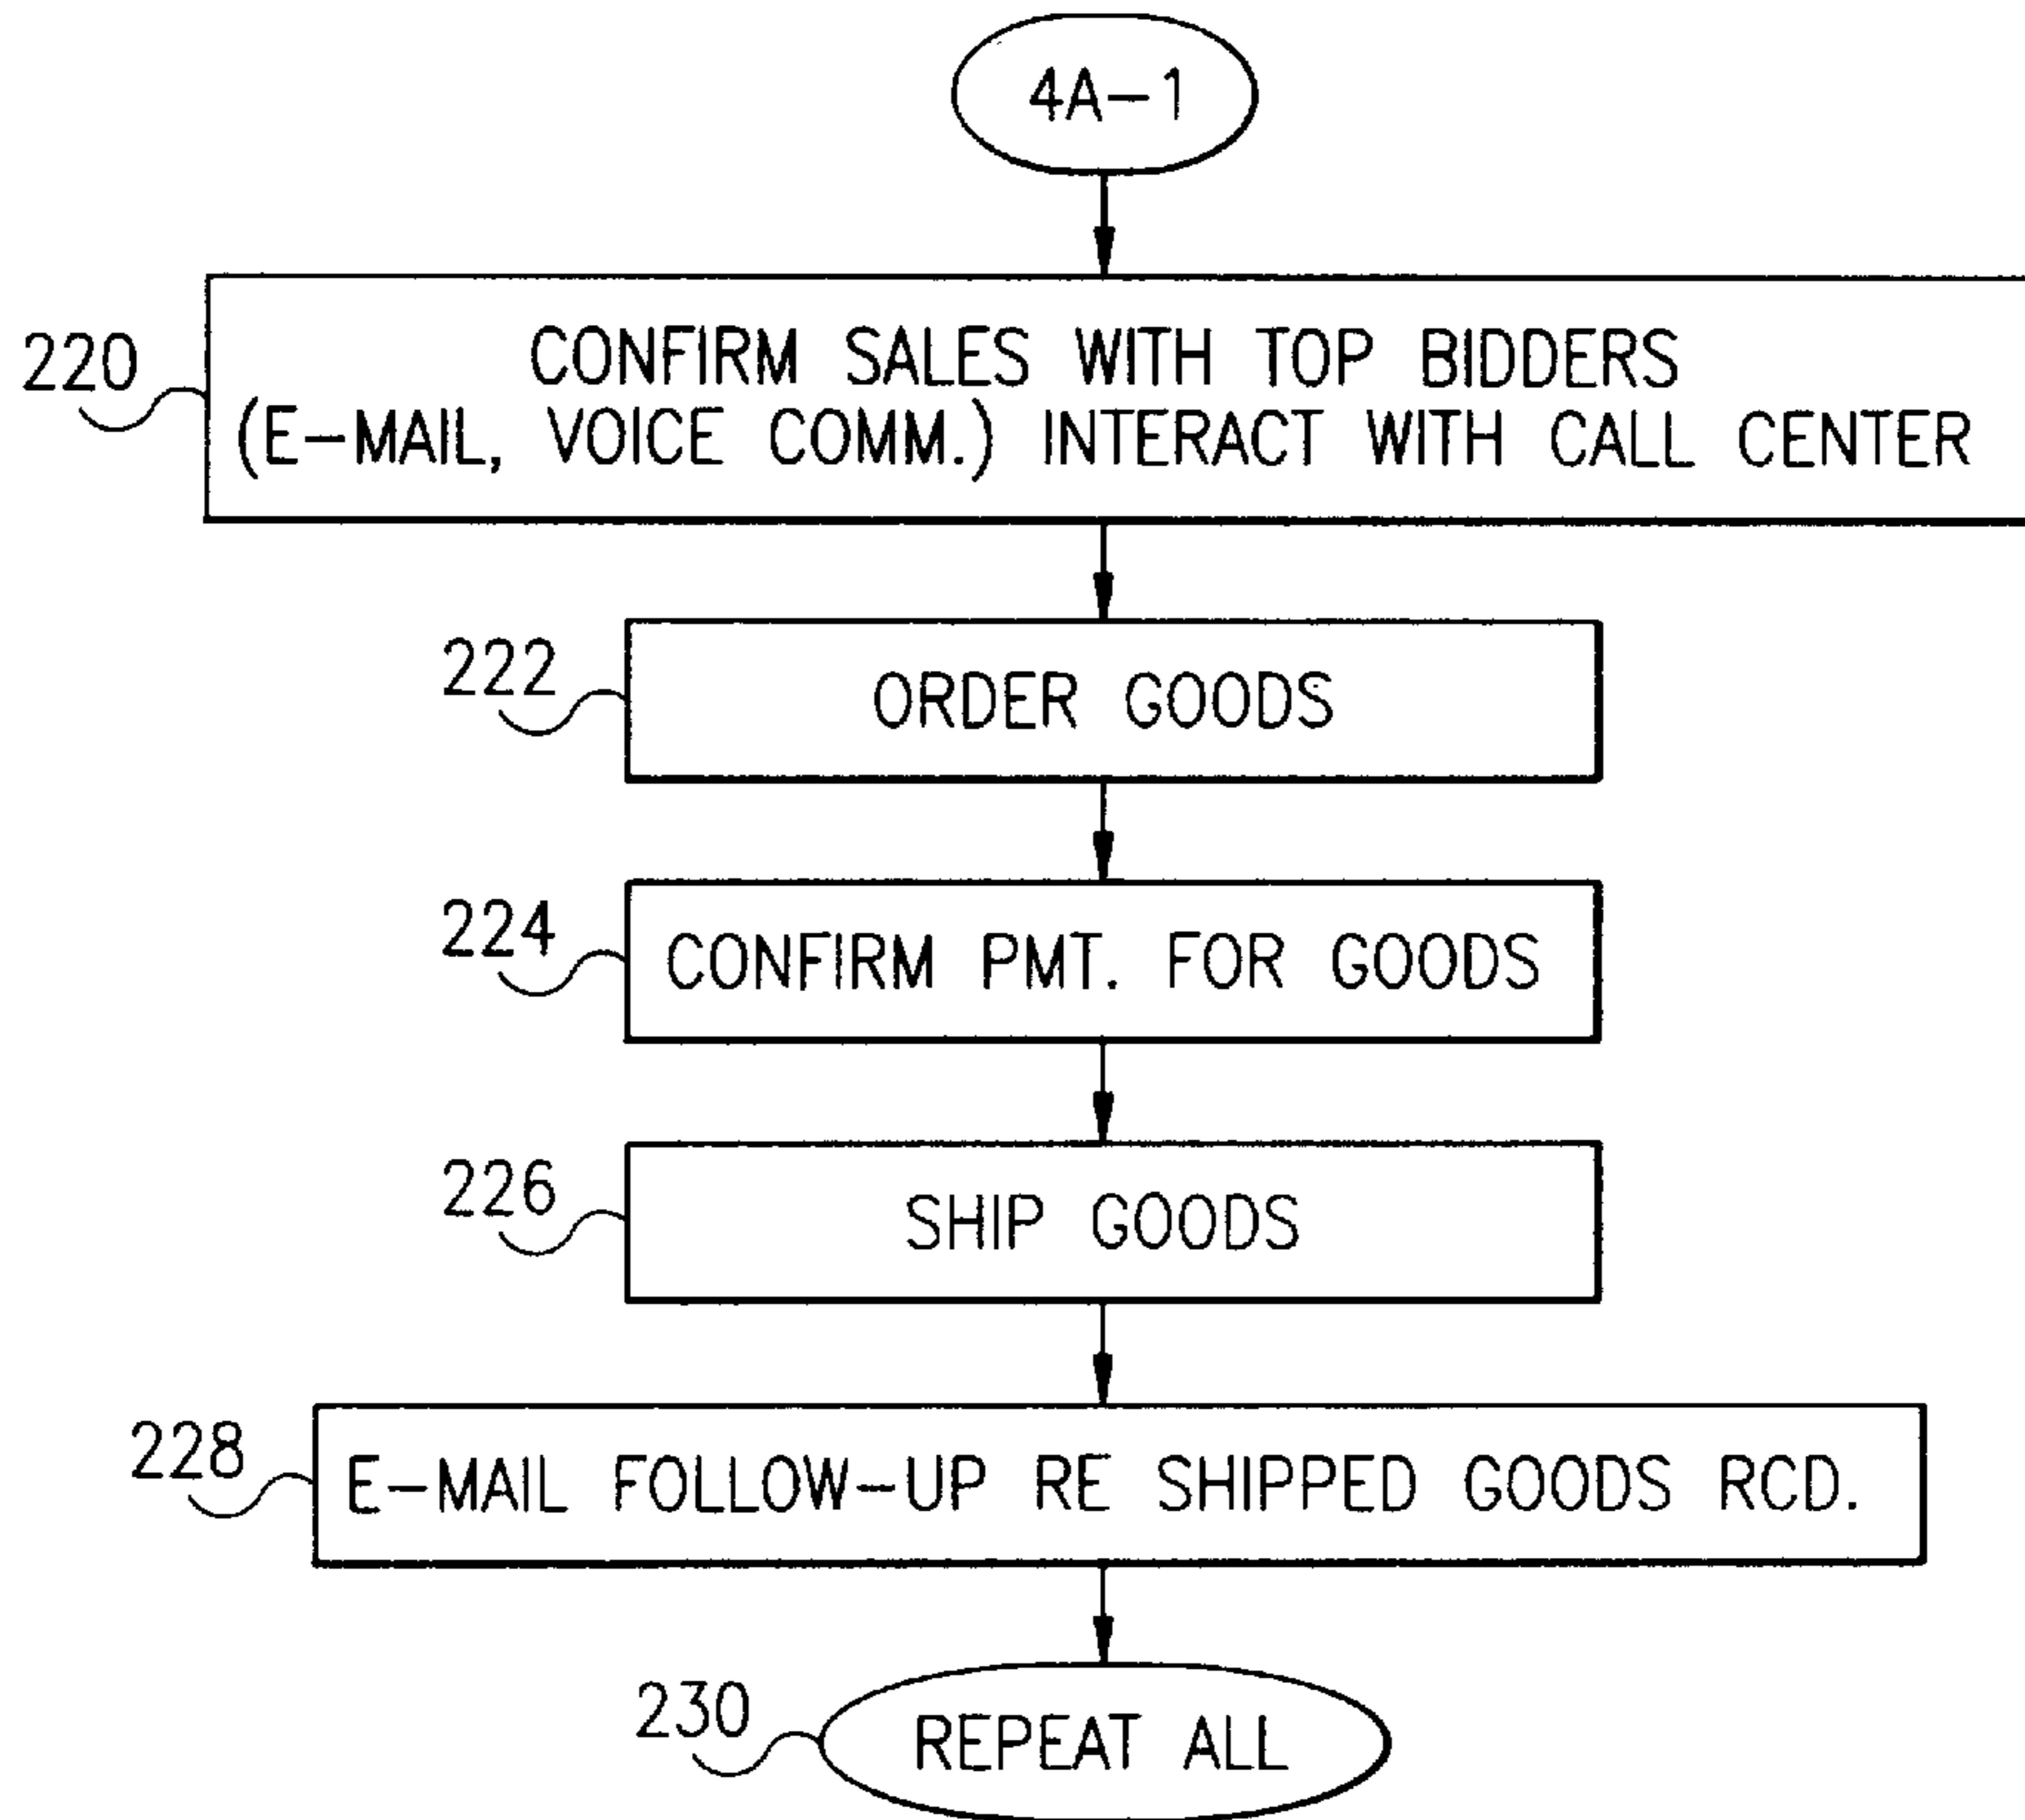 4A-1
220
CONFIRM SALES WITH TOP BIDDERS
(E-MAIL, VOICE COMM.) INTERACT WITH CALL CENTER
222
ORDER GOODS
224
CONFIRM PMT. FOR GOODS
226
SHIP GOODS
228
E-MAIL FOLLOW-UP RE SHIPPED GOODS RCD.
230
REPEAT ALL